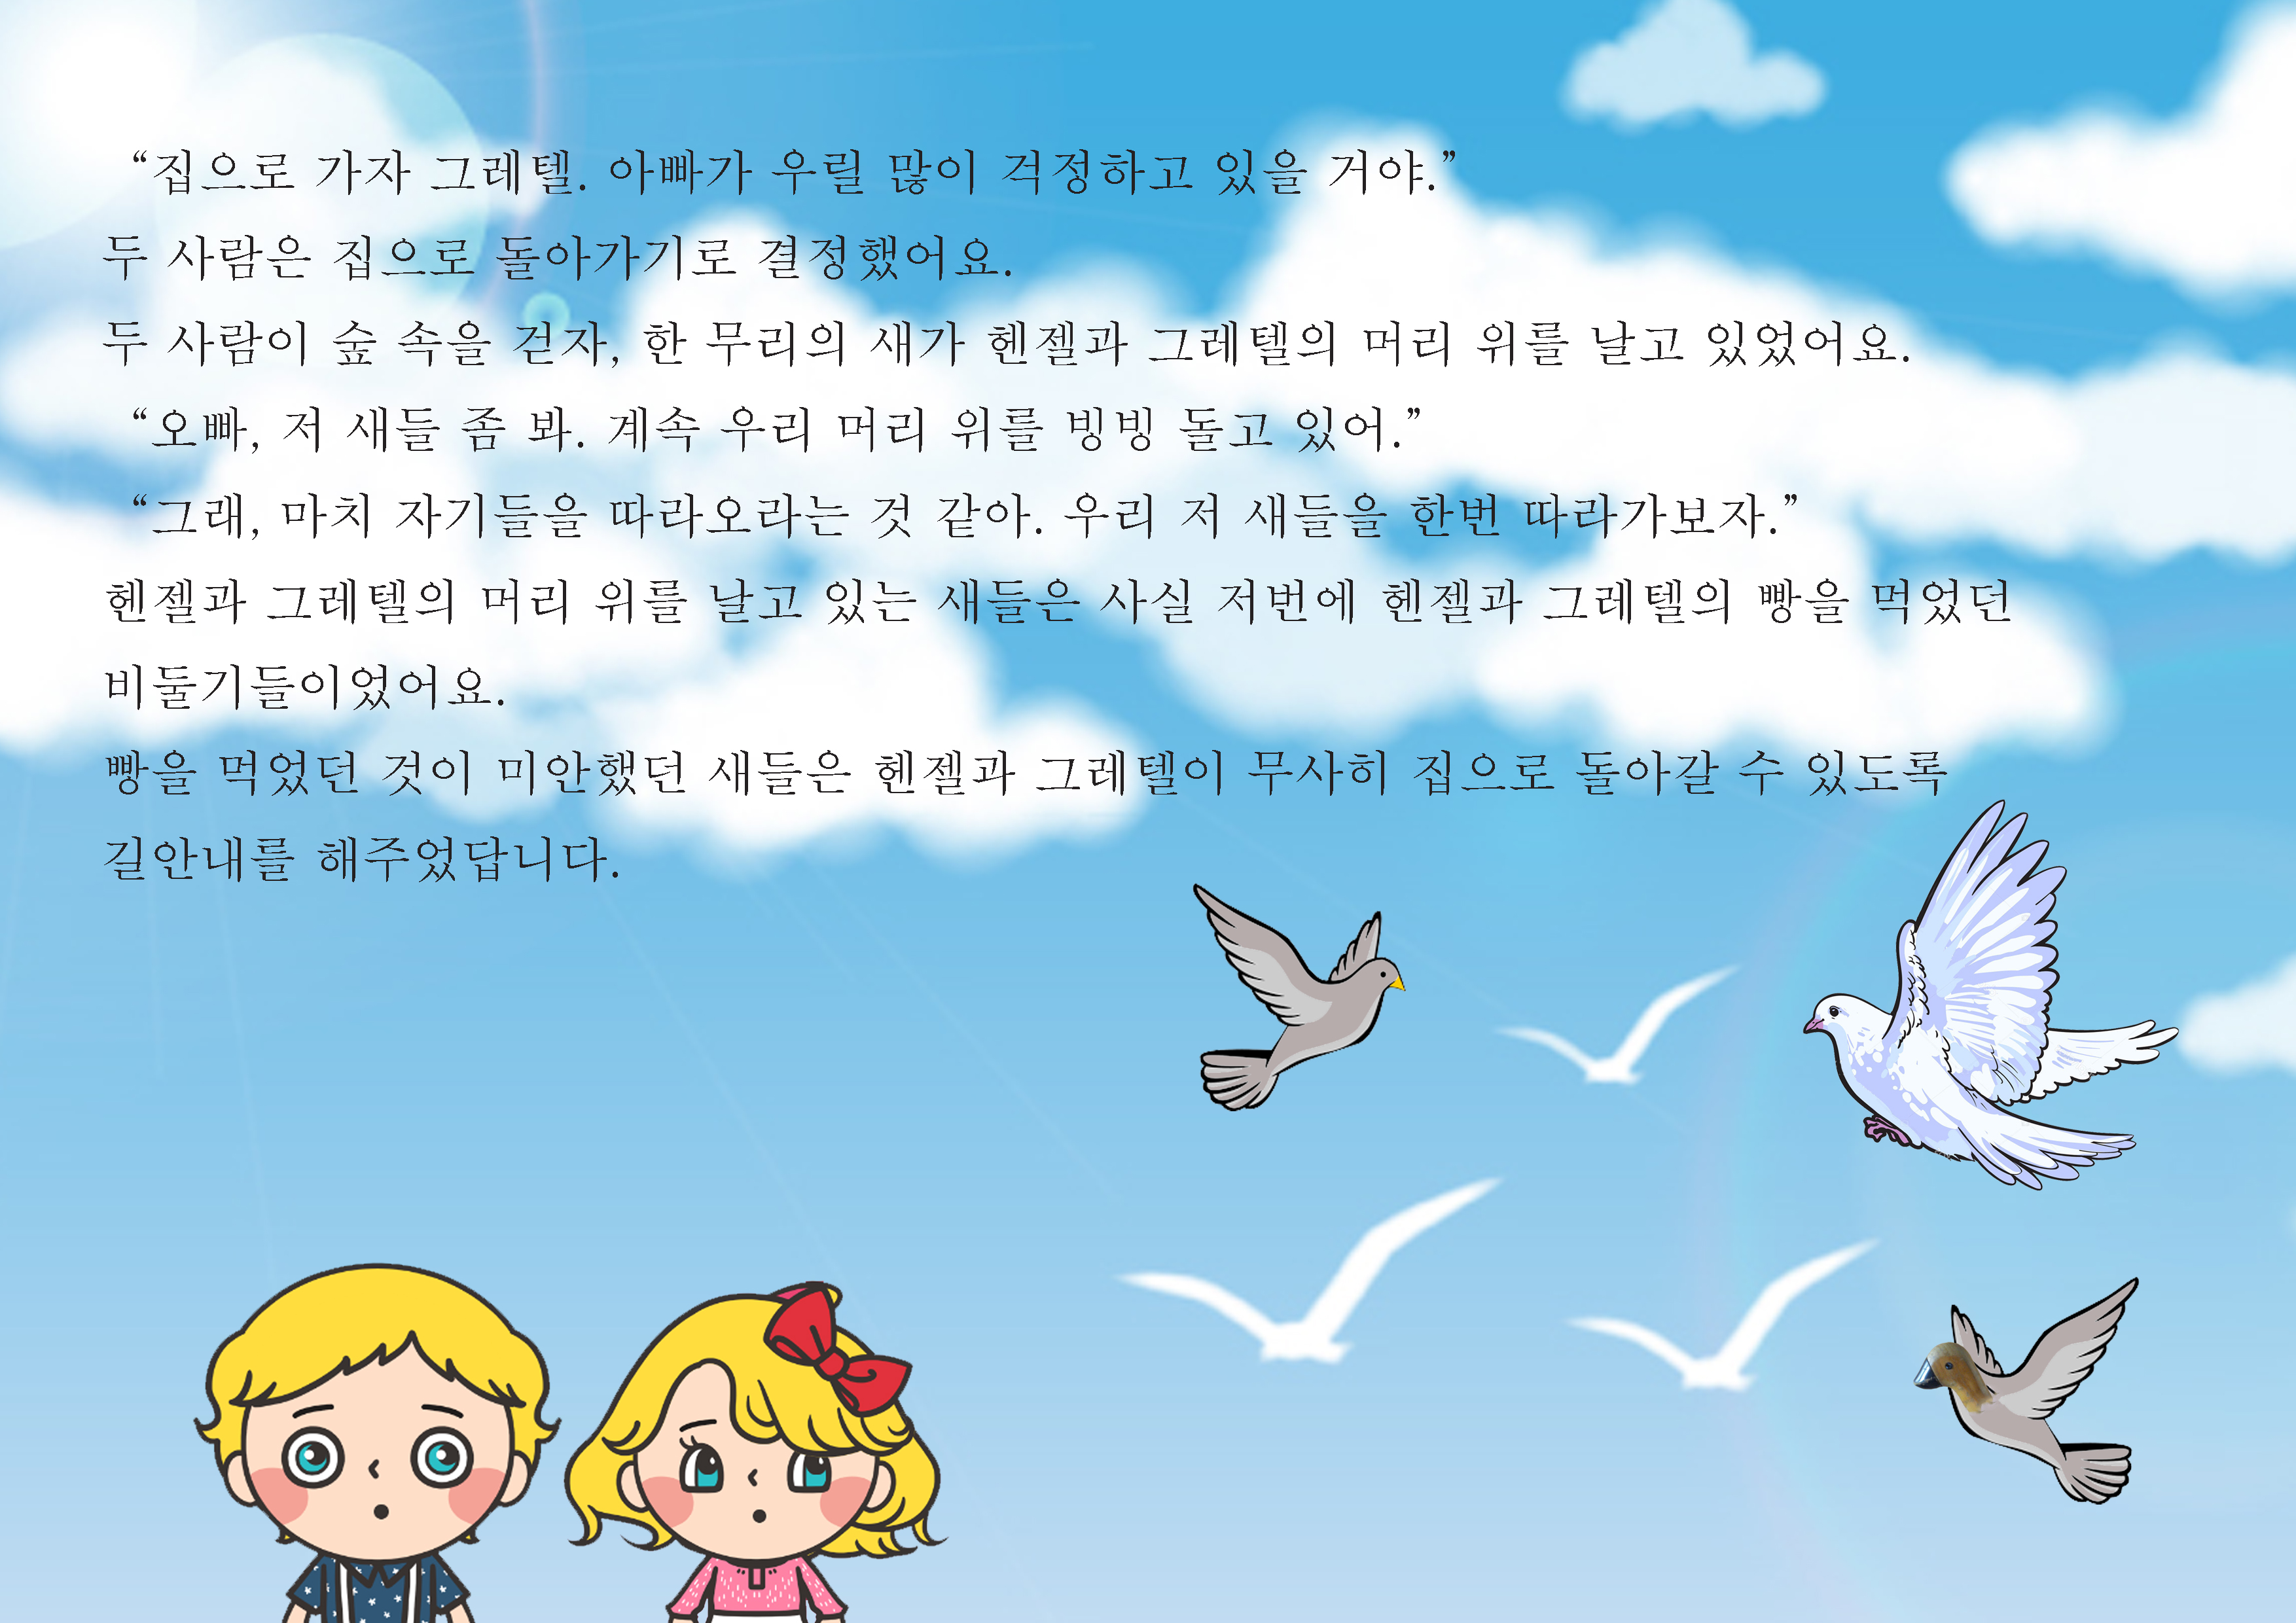 “집으로 가자 그레텔. 아빠가 우릴 많이 걱정하고 있을 거야.”
두 사람은 집으로 돌아가기로 결정했어요.
두 사람이 숲 속을 걷자, 한 무리의 새가 헨젤과 그레텔의 머리 위를 날고 있었어요.
“오빠, 저 새들 좀 봐. 계속 우리 머리 위를 빙빙 돌고 있어.”
“그래, 마치 자기들을 따라오라는 것 같아. 우리 저 새들을 한번 따라가보자.”
헨젤과 그레텔의 머리 위를 날고 있는 새들은 사실 저번에 헨젤과 그레텔의 빵을 먹었던
비둘기들이었어요.
빵을 먹었던 것이 미안했던 새들은 헨젤과 그레텔이 무사히 집으로 돌아갈 수 있도록
길안내를 해주었답니다.